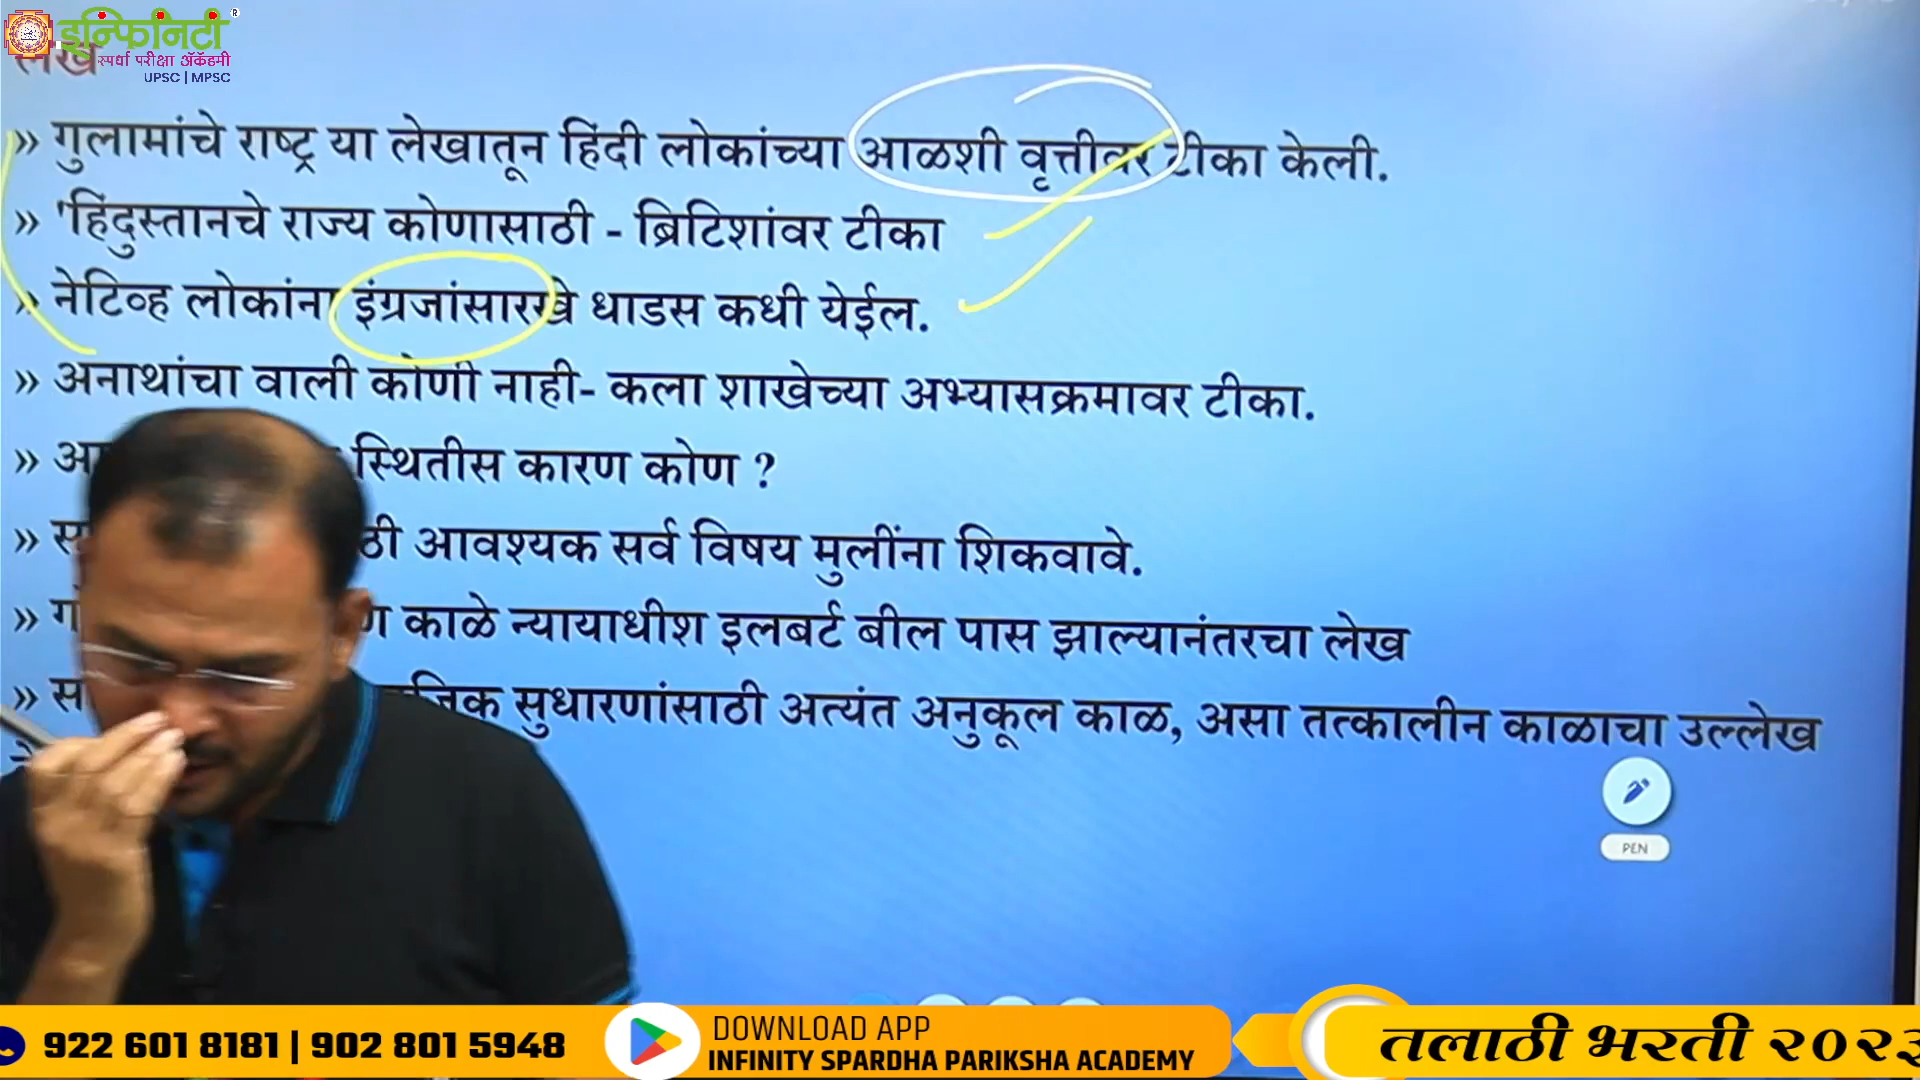 इन्फिनिटी
स्पर्धा परीक्षा ॲकॅडमी
UPSC | MPSC
लेख
» गुलामांचे राष्ट्र या लेखातून हिंदी लोकांच्या आळशी वृत्तीवर टीका केली.
» 'हिंदुस्तानचे राज्य कोणासाठी - ब्रिटिशांवर टीका
» नेटिव्ह लोकांना इंग्रजांसारखे धाडस कधी येईल.
» अनाथांचा वाली कोणी नाही- कला शाखेच्या अभ्यासक्रमावर टीका.
» स्थितीस कारण कोण ?
» आवश्यक सर्व विषय मुलींना शिकवावे.
» काळे न्यायाधीश इलबर्ट बील पास झाल्यानंतरचा लेख
» सुधारणांसाठी अत्यंत अनुकूल काळ, असा तत्कालीन काळाचा उल्लेख
PEN
922 601 8181 | 902 801 5948
DOWNLOAD APP
INFINITY SPARDHA PARIKSHA ACADEMY
तलाठी भरती २०२३